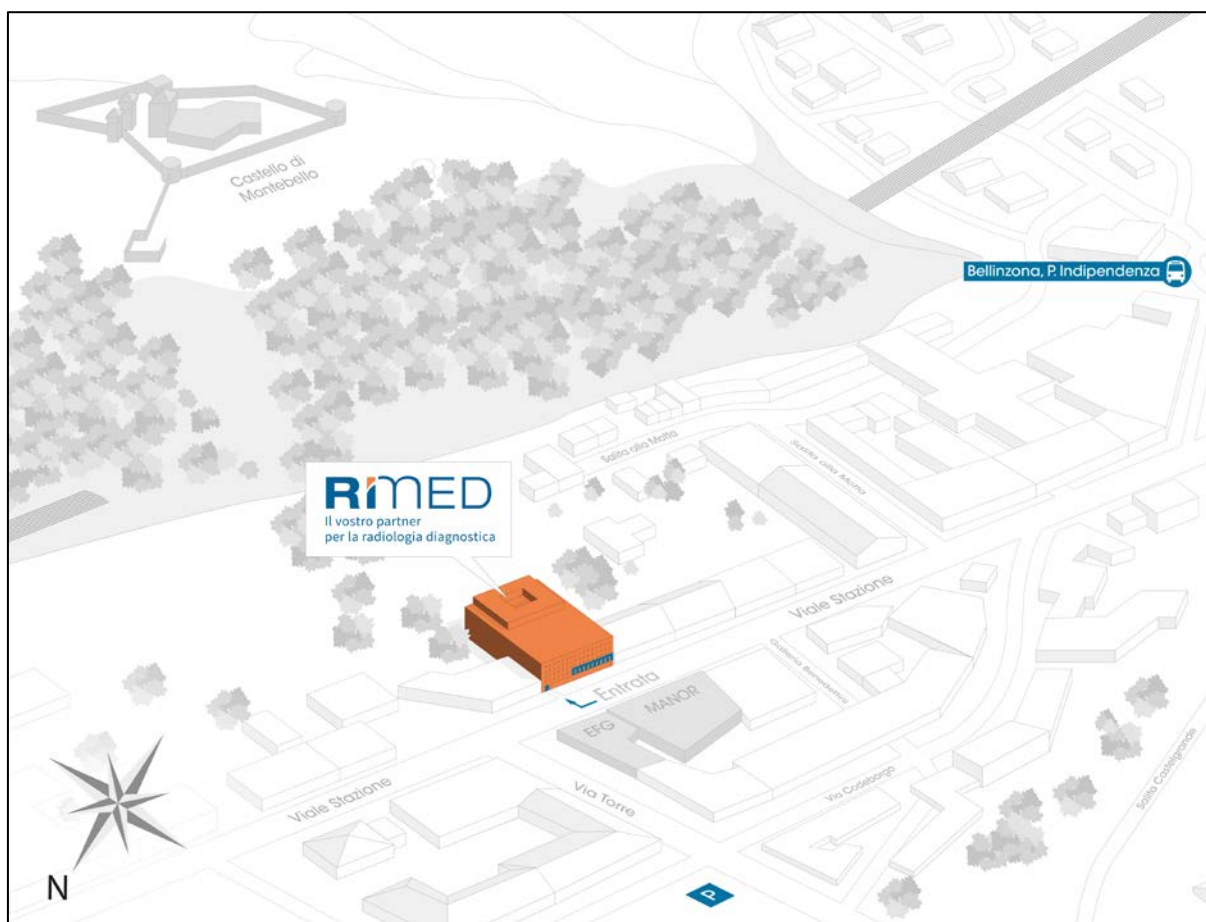 Castello di
Montebello
Bellinzona, P. Indipendenza
Salita alla Motta
Salita alla Motta
RIMED
Il vostro partner
per la radiologia diagnostica
Viale Stazione
Galleria Benedettini
Entrata
MANOR
EFG
Viale Stazione
Via Torre
Via Codeborgo
Salita Castelgrande
N
P